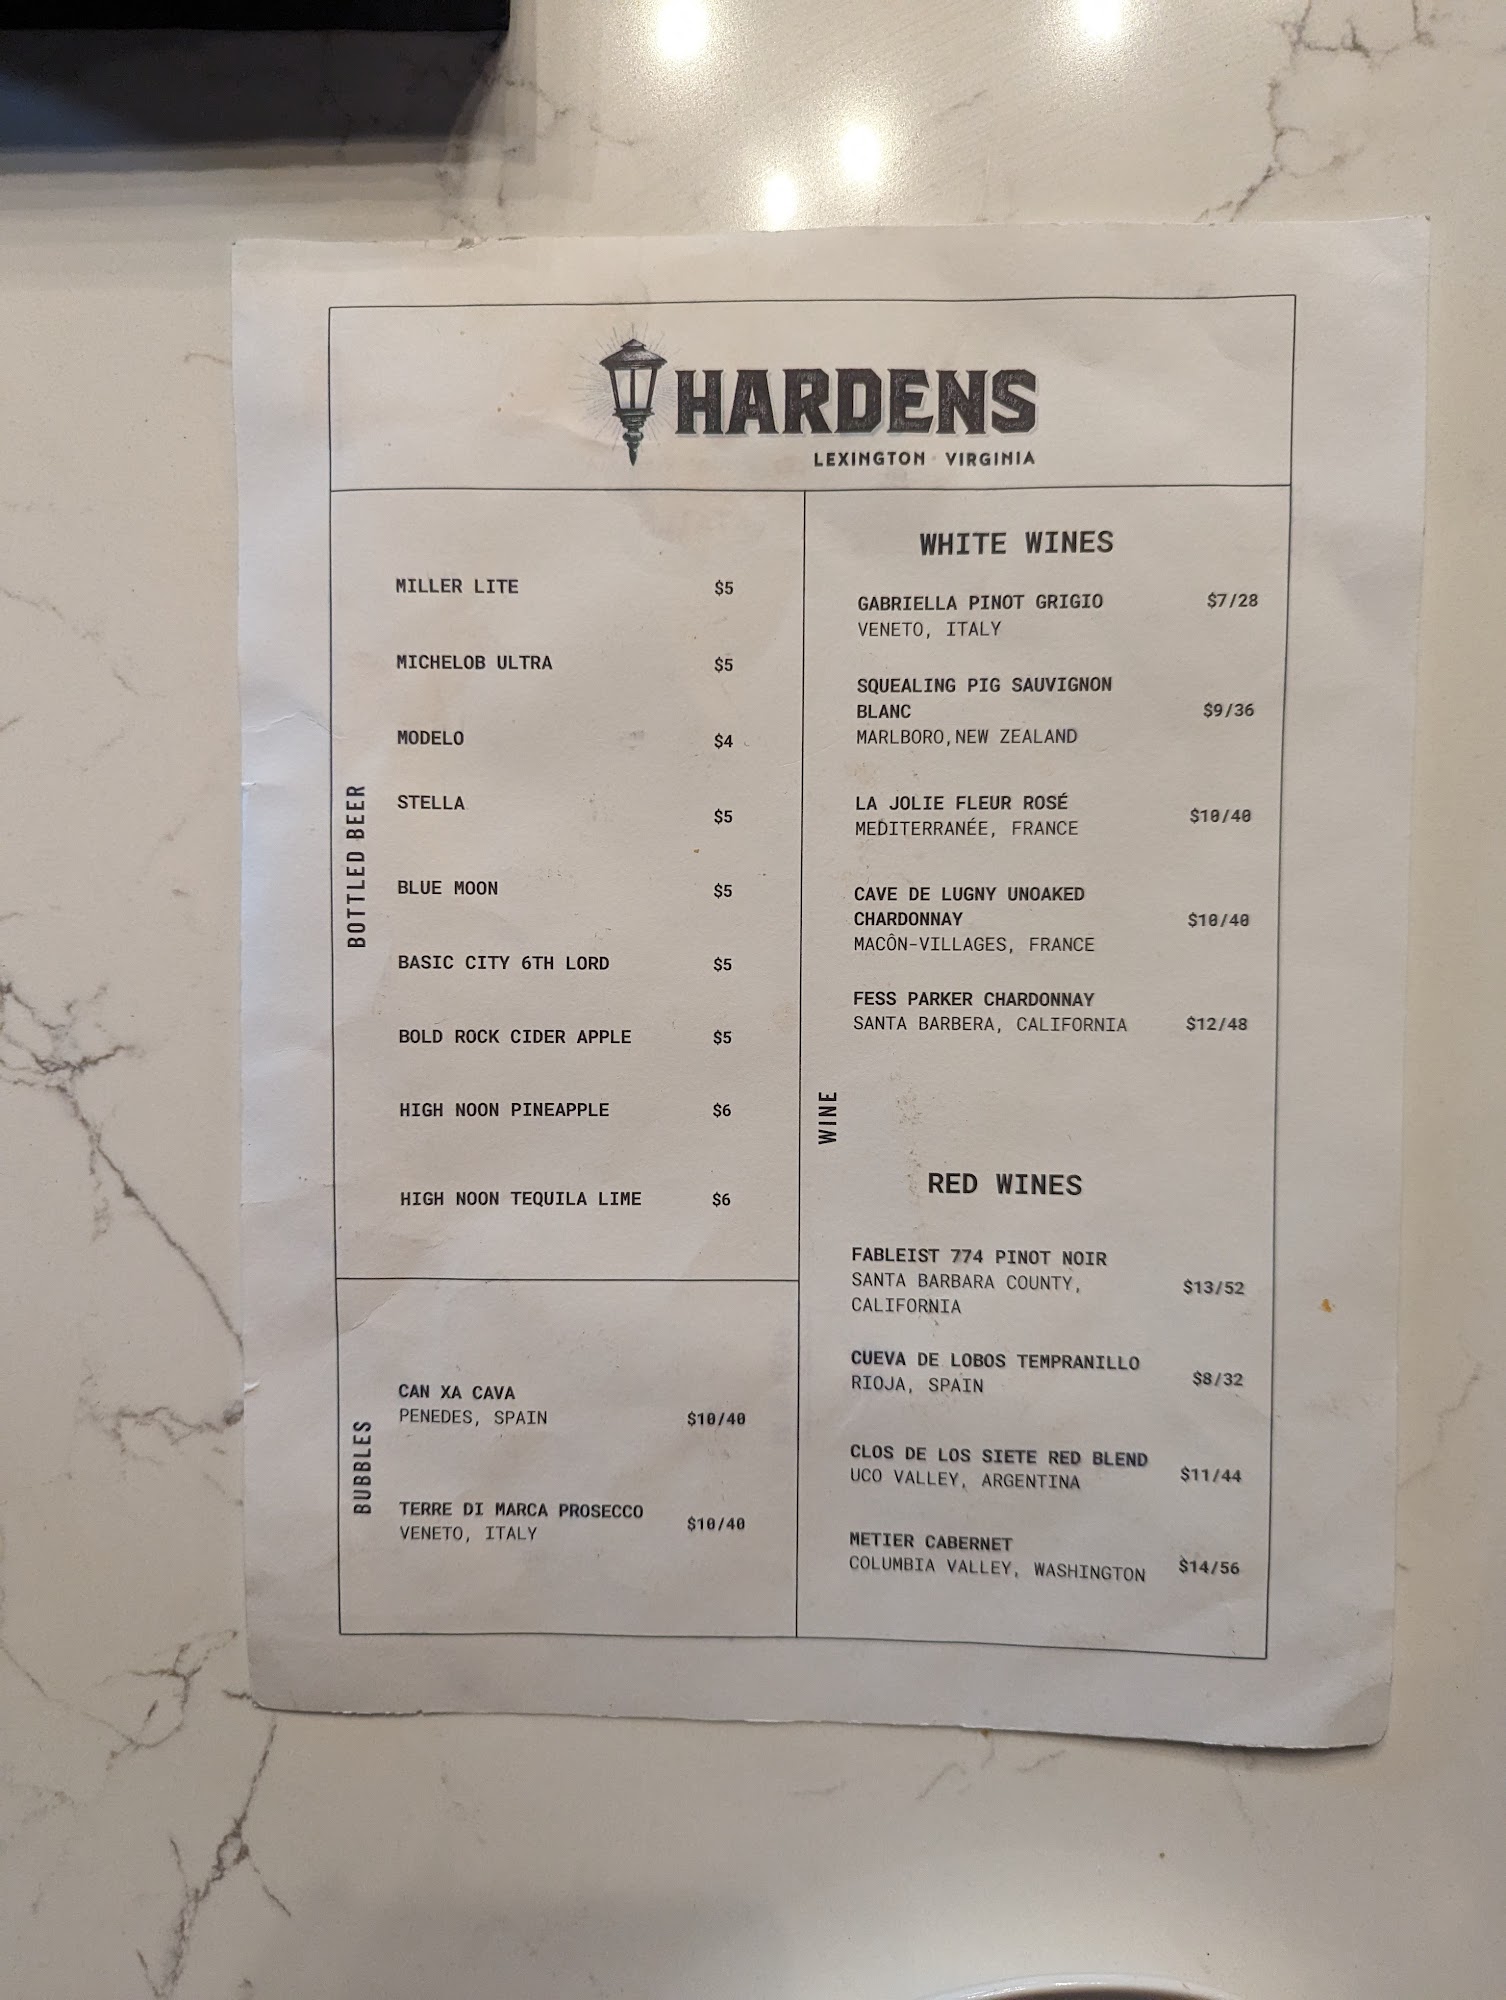 HARDENS
LEXINGTON VIRGINIA
BOTTLED BEER
MILLER LITE $5
MICHELOB ULTRA $5
MODELO $4
STELLA $5
BLUE MOON $5
BASIC CITY 6TH LORD $5
BOLD ROCK CIDER APPLE $5
HIGH NOON PINEAPPLE $6
HIGH NOON TEQUILA LIME $6
BUBBLES
CAN XA CAVA
PENEDES, SPAIN $10/40
TERRE DI MARCA PROSECCO
VENETO, ITALY $10/40
WINE
WHITE WINES
GABRIELLA PINOT GRIGIO $7/28
VENETO, ITALY
SQUEALING PIG SAUVIGNON
BLANC $9/36
MARLBORO,NEW ZEALAND
LA JOLIE FLEUR ROSÉ $10/40
MEDITERRANÉE, FRANCE
CAVE DE LUGNY UNOAKED
CHARDONNAY $10/40
MACÔN-VILLAGES, FRANCE
FESS PARKER CHARDONNAY
SANTA BARBERA, CALIFORNIA $12/48
RED WINES
FABLEIST 774 PINOT NOIR
SANTA BARBARA COUNTY, $13/52
CALIFORNIA
CUEVA DE LOBOS TEMPRANILLO
RIOJA, SPAIN $8/32
CLOS DE LOS SIETE RED BLEND
UCO VALLEY, ARGENTINA $11/44
METIER CABERNET
COLUMBIA VALLEY, WASHINGTON $14/56